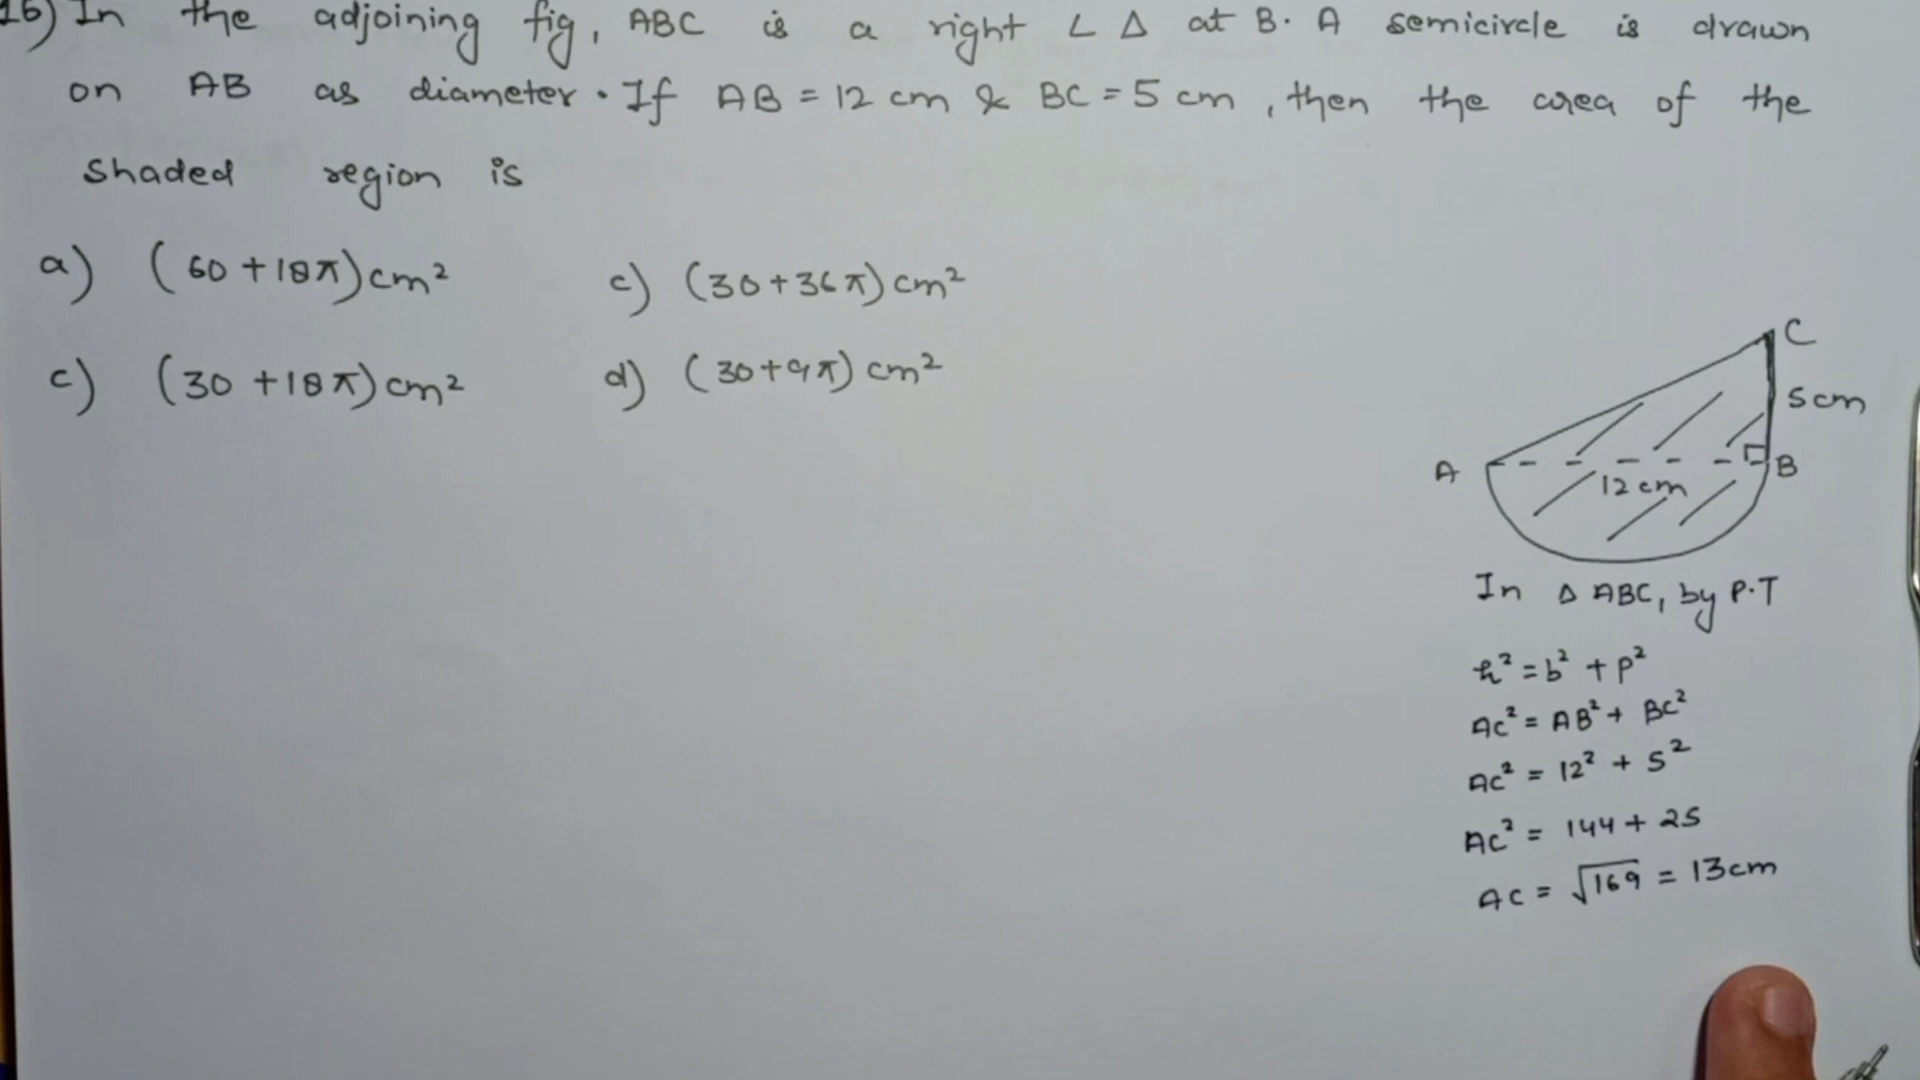 16) In the adjoining fig, ABC is a right ∠ Δ at B. A semicircle is drawn
on AB as diameter. If AB = 12 cm & BC = 5 cm, then the area of the
shaded region is
a) (60 + 18π) cm²
c) (30 + 36π) cm²
c) (30 + 18π) cm²
d) (30 + 9π) cm²
C
5 cm
A
B
12 cm
In Δ ABC, by P.T
h² = b² + p²
AC² = AB² + BC²
AC² = 12² + 5²
AC² = 144 + 25
AC = √169 = 13cm